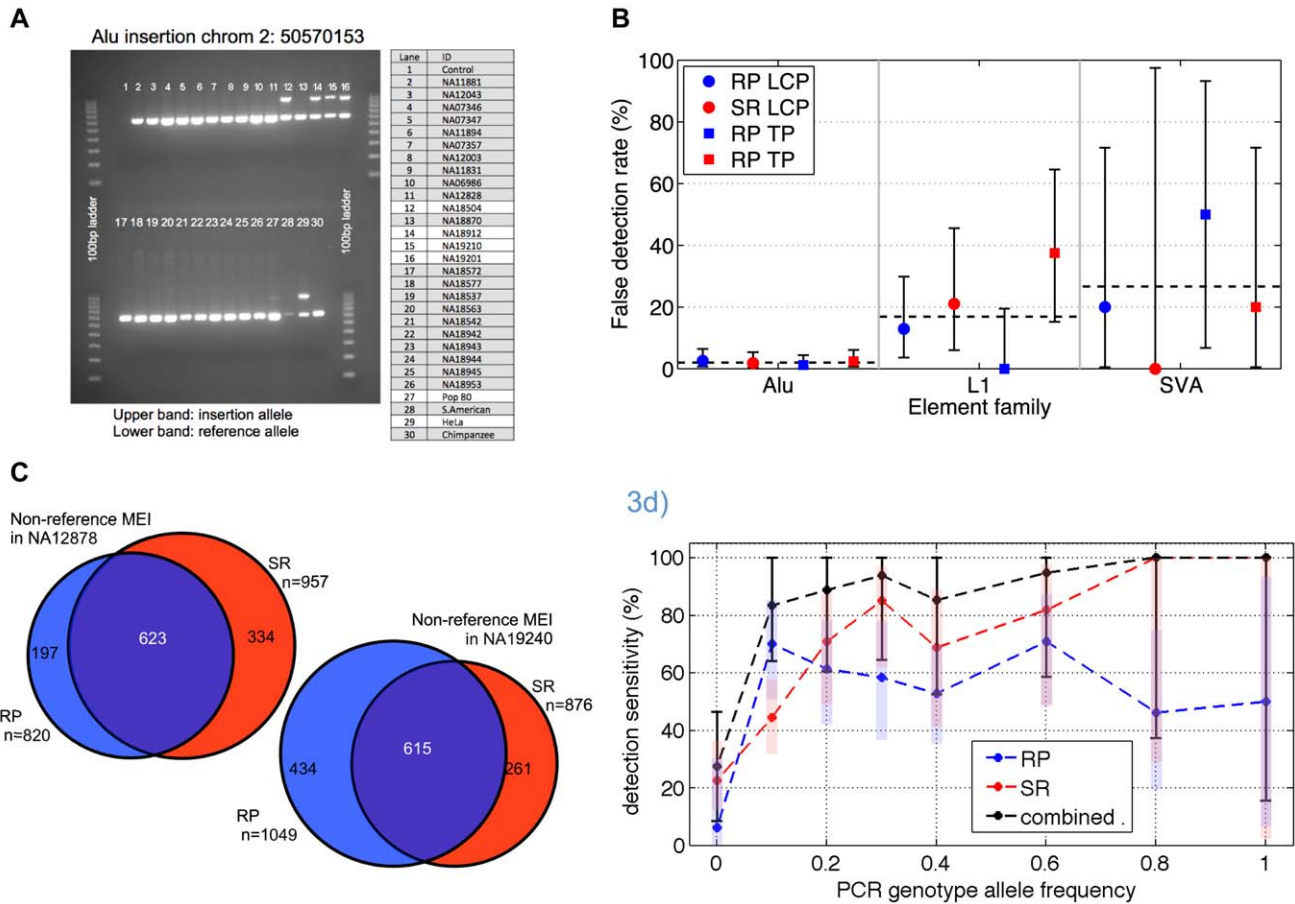 A
Alu insertion chrom 2: 50570153
1 2 3 4 5 6 7 8 9 10 11 12 13 14 15 16
100bp ladder
17 18 19 20 21 22 23 24 25 26 27 28 29 30
100bp ladder
Upper band: insertion allele
Lower band: reference allele
Lane ID
1 Control
2 NA11881
3 NA12043
4 NA07346
5 NA07347
6 NA11894
7 NA07357
8 NA12003
9 NA11831
10 NA06986
11 NA12828
12 NA18504
13 NA18870
14 NA18912
15 NA19210
16 NA19201
17 NA18572
18 NA18577
19 NA18537
20 NA18563
21 NA18542
22 NA18942
23 NA18943
24 NA18944
25 NA18945
26 NA18953
27 Pop 80
28 S.American
29 HeLa
30 Chimpanzee
B
False detection rate (%)
100
80
60
40
20
0
RP LCP
SR LCP
RP TP
RP TP
Alu L1 SVA
Element family
C
Non-reference MEI
in NA12878
SR
n=957
197
623
334
RP
n=820
Non-reference MEI
in NA19240
SR
n=876
434
615
261
RP
n=1049
3d)
detection sensitivity (%)
100
80
60
40
20
0
RP
SR
combined .
0 0.2 0.4 0.6 0.8 1
PCR genotype allele frequency